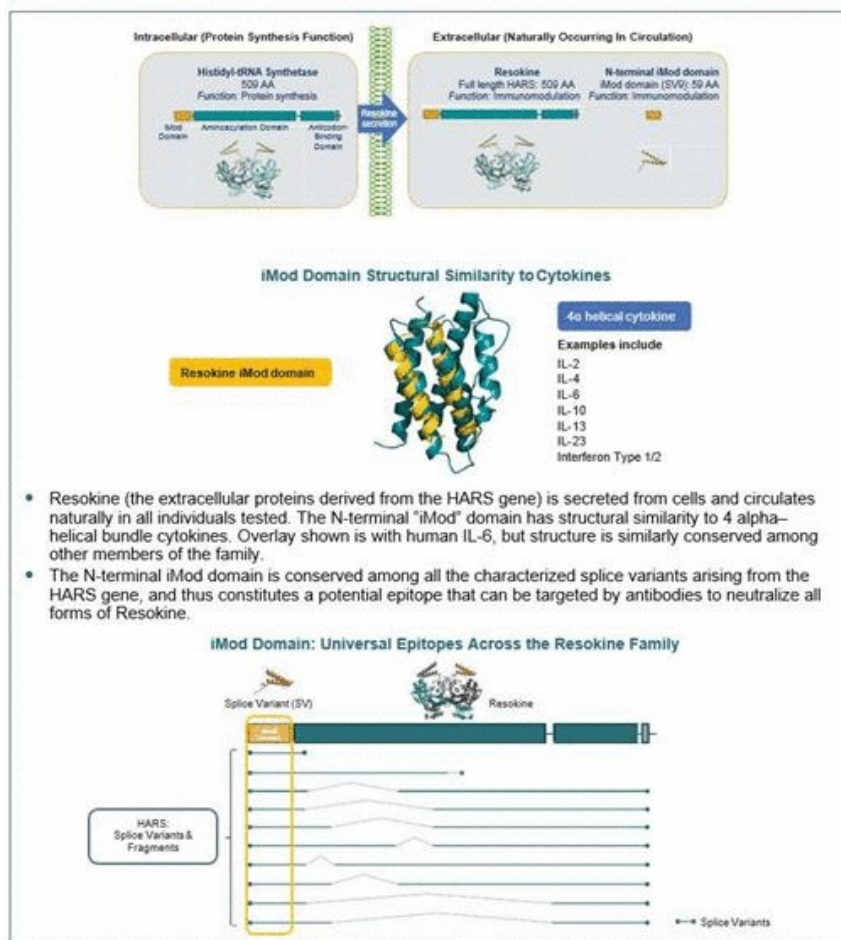 Intracellular (Protein Synthesis Function)
Extracellular (Naturally Occurring In Circulation)
Histidyl-tRNA Synthetase
509 AA
Function: Protein synthesis
iMod
Domain
Aminoacylation Domain
Anticodon-
Binding
Domain
Resokine
secretion
Resokine
Full length HARS: 509 AA
Function: Immunomodulation
N-terminal iMod domain
iMod domain (SV9): 59 AA
Function: Immunomodulation
iMod Domain Structural Similarity to Cytokines
Resokine iMod domain
4α helical cytokine
Examples include
IL-2
IL-4
IL-6
IL-10
IL-13
IL-23
Interferon Type 1/2
• Resokine (the extracellular proteins derived from the HARS gene) is secreted from cells and circulates
naturally in all individuals tested. The N-terminal "iMod" domain has structural similarity to 4 alpha–
helical bundle cytokines. Overlay shown is with human IL-6, but structure is similarly conserved among
other members of the family.
• The N-terminal iMod domain is conserved among all the characterized splice variants arising from the
HARS gene, and thus constitutes a potential epitope that can be targeted by antibodies to neutralize all
forms of Resokine.
iMod Domain: Universal Epitopes Across the Resokine Family
Splice Variant (SV)
Resokine
HARS:
Splice Variants &
Fragments
Splice Variants